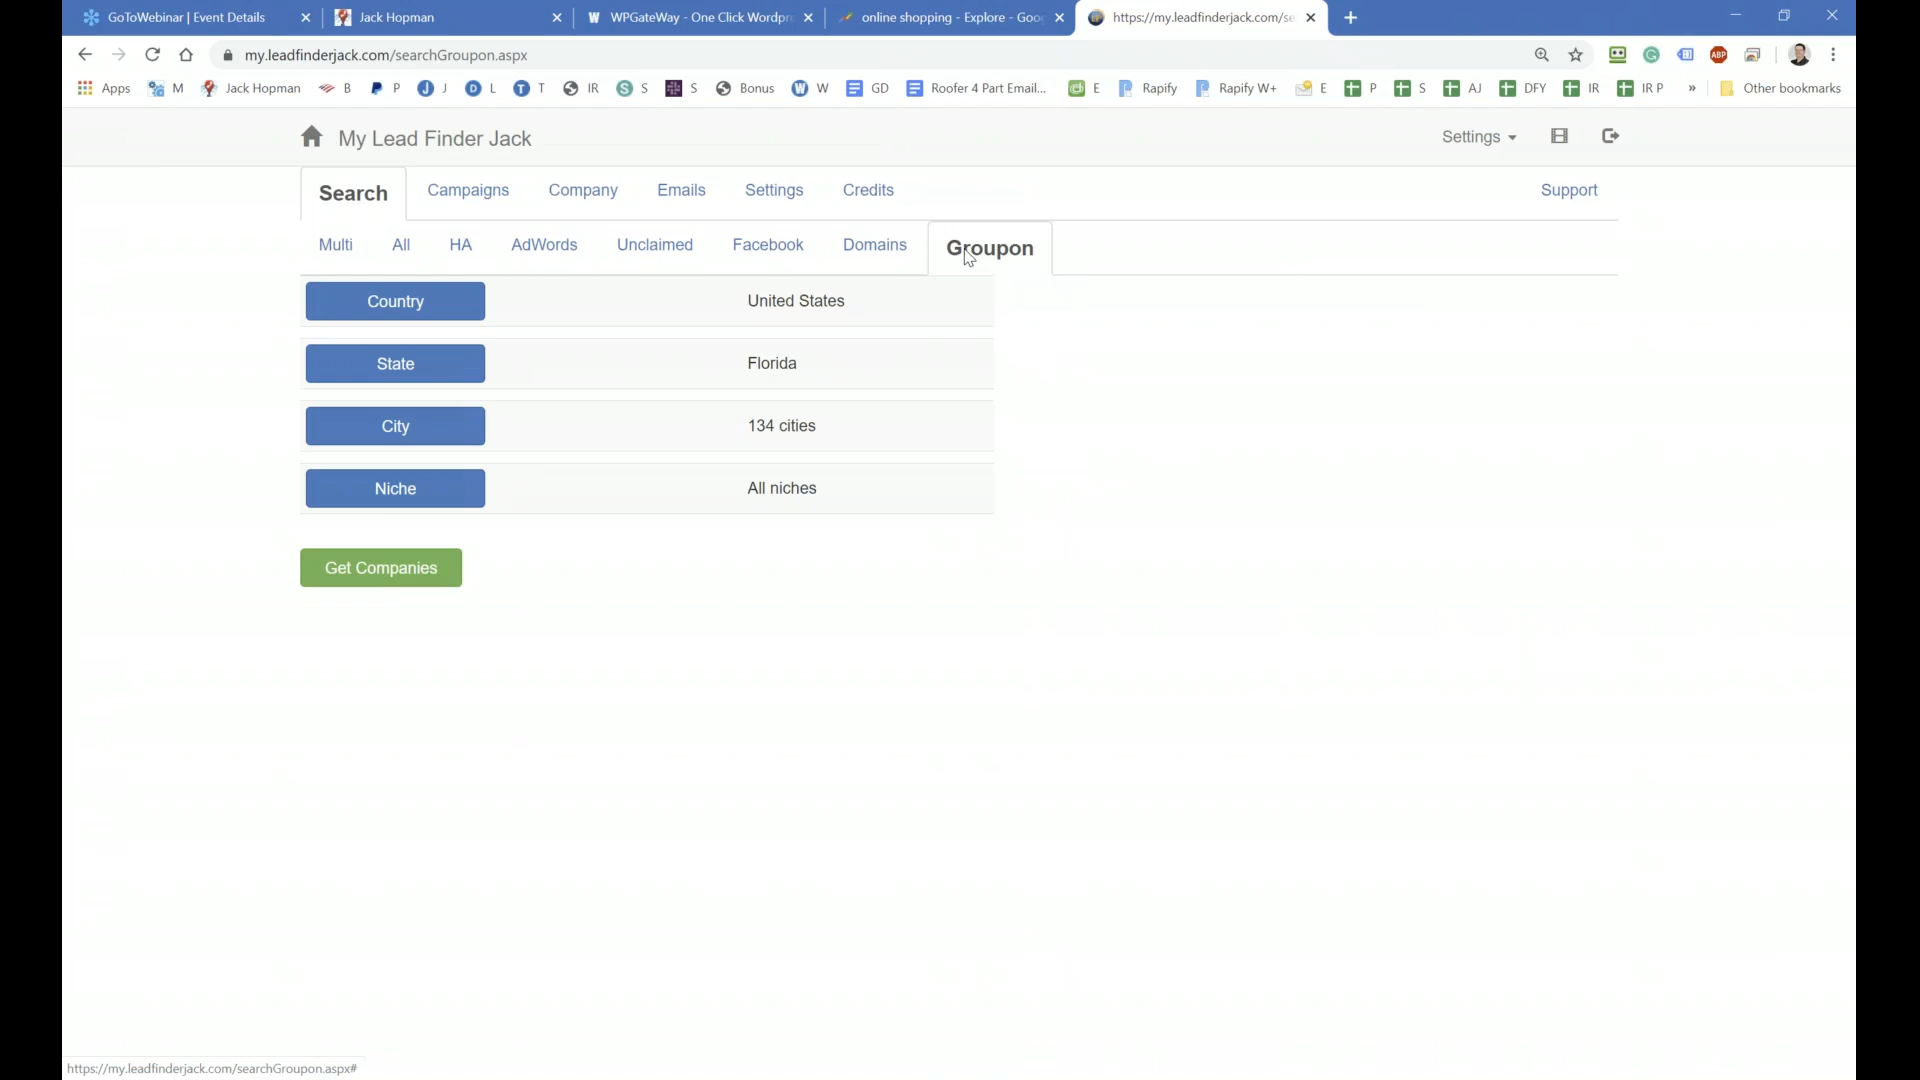 GoToWebinar | Event Details
Jack Hopman
WPGateWay - One Click Wordpr
online shopping - Explore - Goo
https://my.leadfinderjack.com/se
my.leadfinderjack.com/searchGroupon.aspx
Apps M Jack Hopman B P J L T IR S S Bonus W GD Roofer 4 Part Email... E Rapify Rapify W+ E P S AJ DFY IR IR P » Other bookmarks
My Lead Finder Jack
Settings
Search Campaigns Company Emails Settings Credits Support
Multi All HA AdWords Unclaimed Facebook Domains Groupon
Country United States
State Florida
City 134 cities
Niche All niches
Get Companies
https://my.leadfinderjack.com/searchGroupon.aspx#